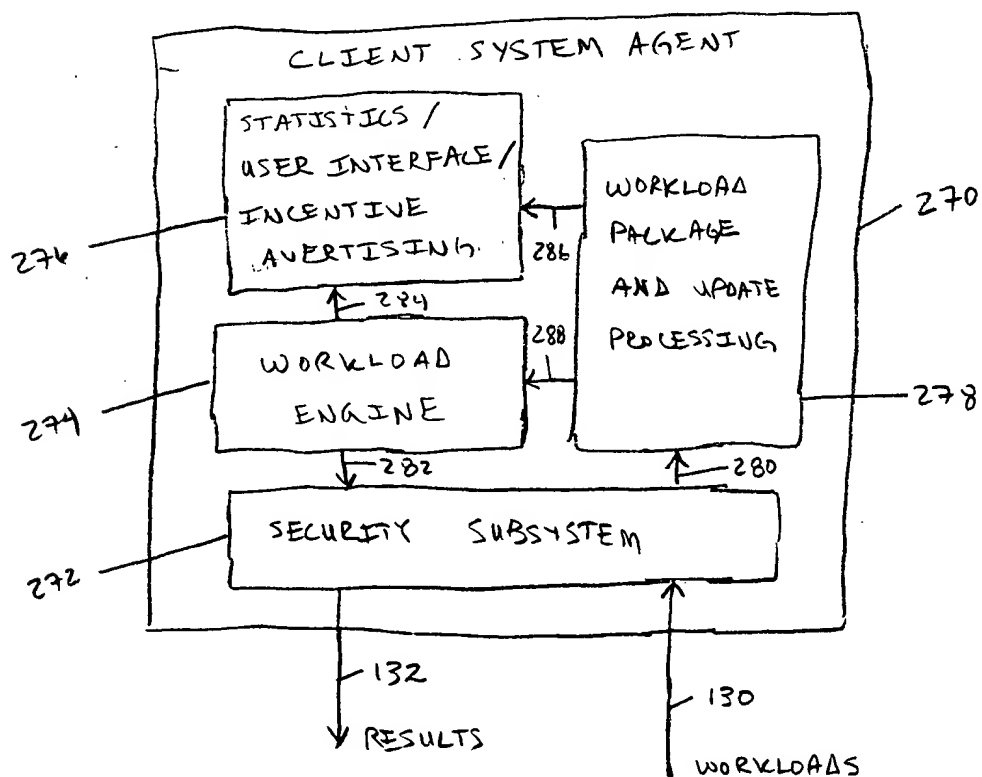 CLIENT SYSTEM AGENT
STATISTICS /
USER INTERFACE /
INCENTIVE
AVERTISING
276
286
WORKLOAD
PACKAGE
AND UPDATE
PROCESSING
270
278
284
WORKLOAD
ENGINE
274
288
282
280
SECURITY SUBSYSTEM
272
132
RESULTS
130
WORKLOADS